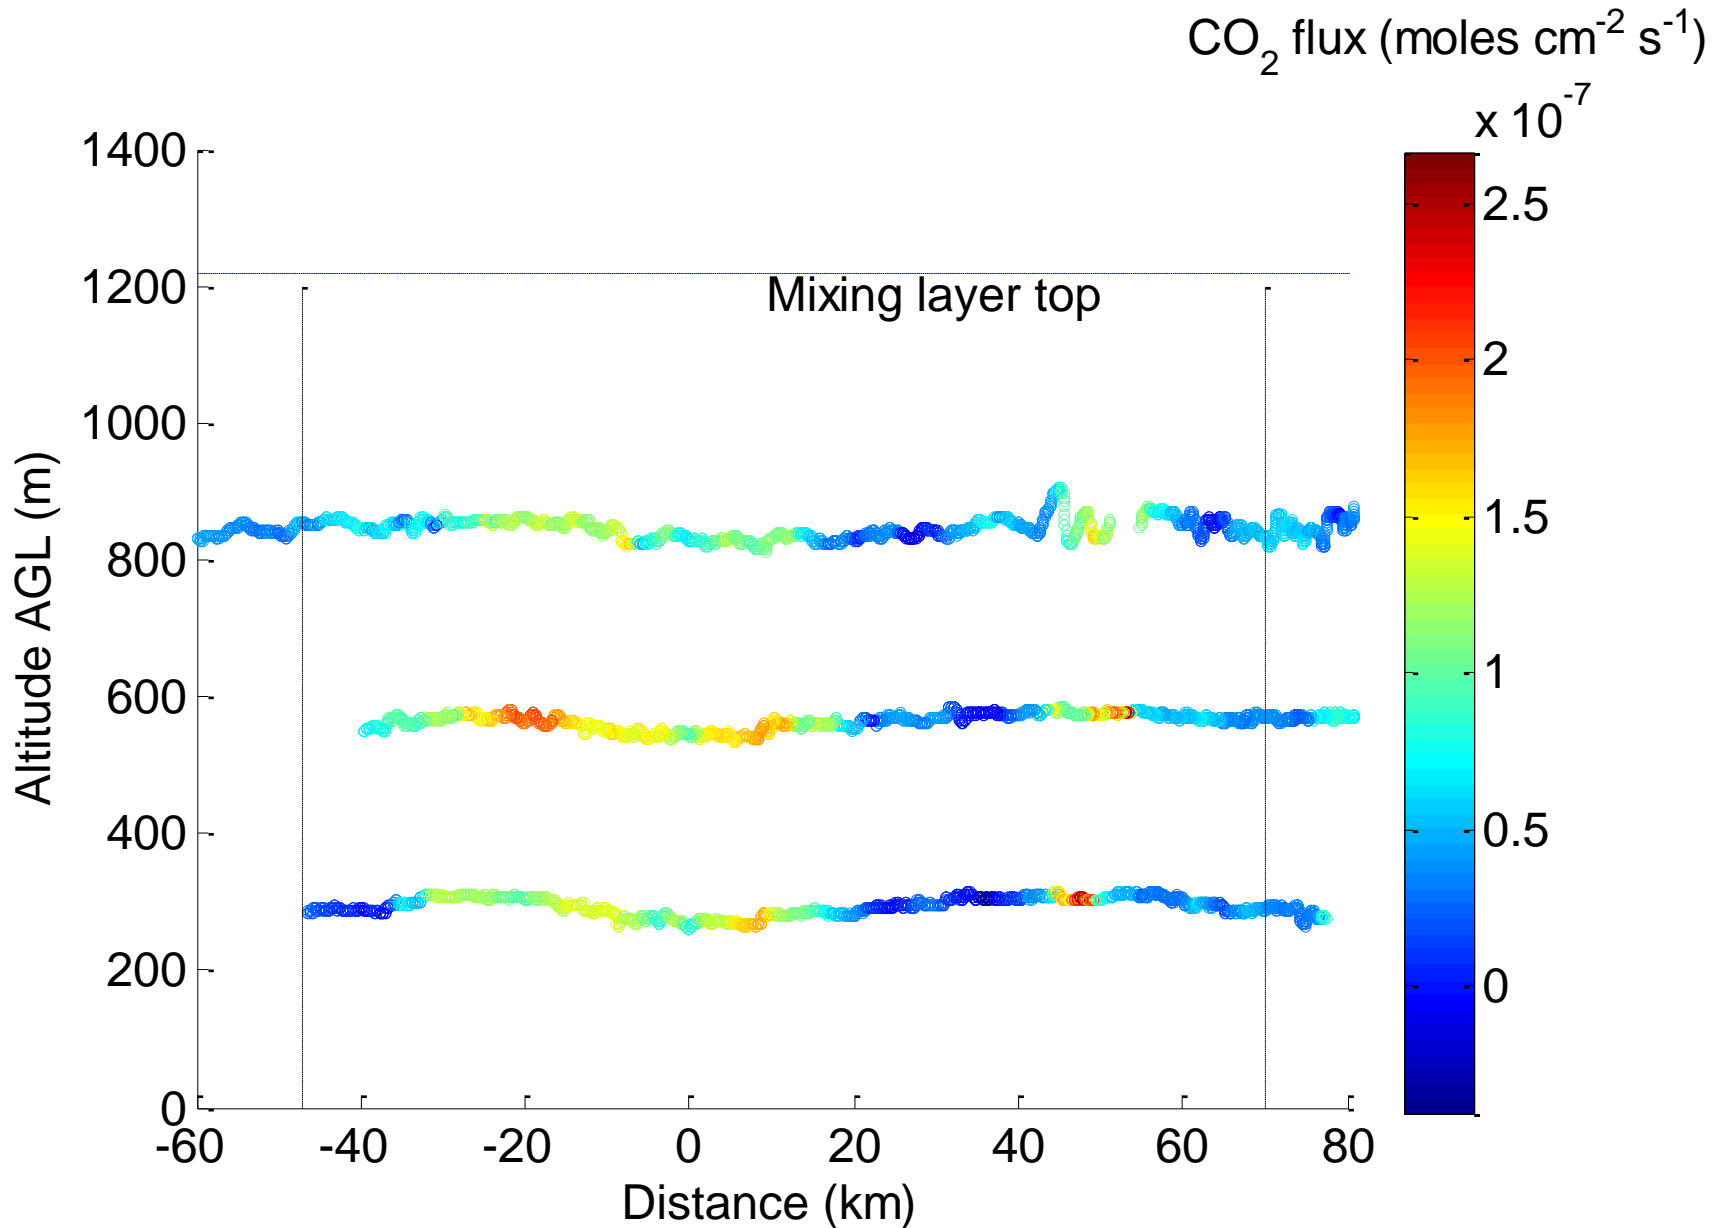 CO2 flux (moles cm-2 s-1)
x 10-7
1400
1200
1000
800
600
400
200
0
Mixing layer top
2.5
2
1.5
1
0.5
0
Altitude AGL (m)
-60 -40 -20 0 20 40 60 80
Distance (km)